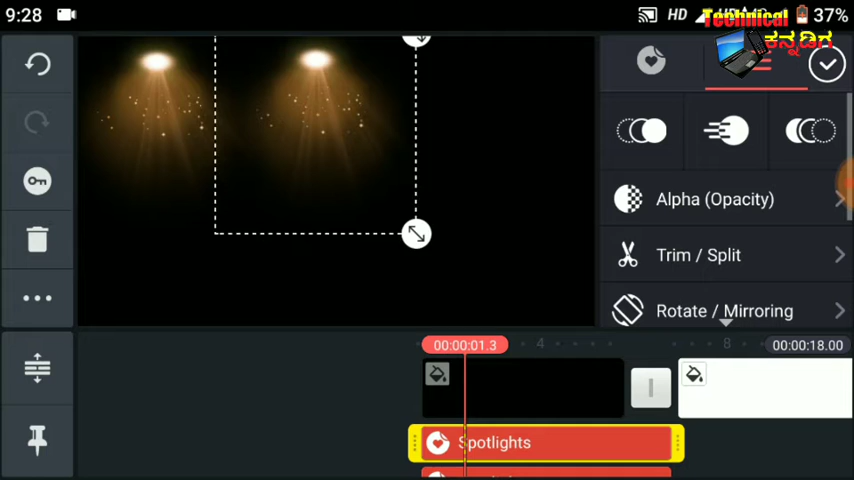 9:28
HD
37%
Technical
ಕನ್ನಡಿಗ
Alpha (Opacity)
Trim / Split
Rotate / Mirroring
00:00:01.3
4
8
00:00:18.00
Spotlights